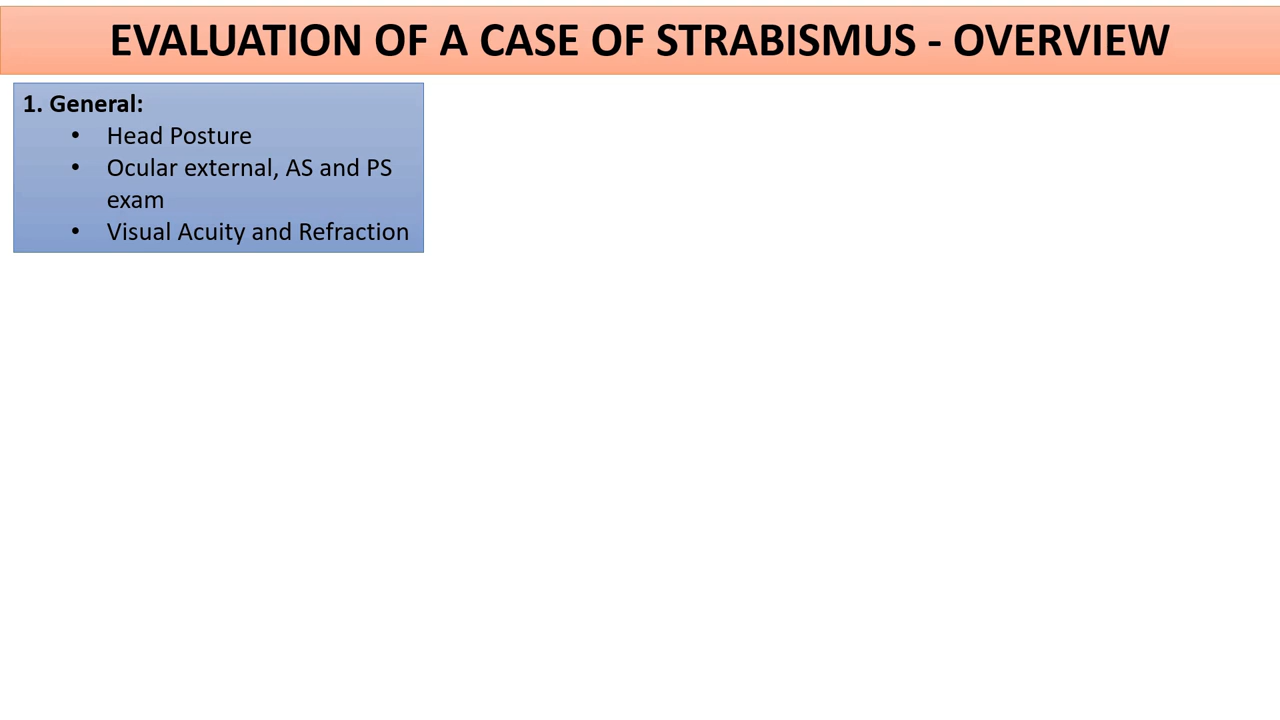 EVALUATION OF A CASE OF STRABISMUS - OVERVIEW
1. General:
• Head Posture
• Ocular external, AS and PS
exam
• Visual Acuity and Refraction